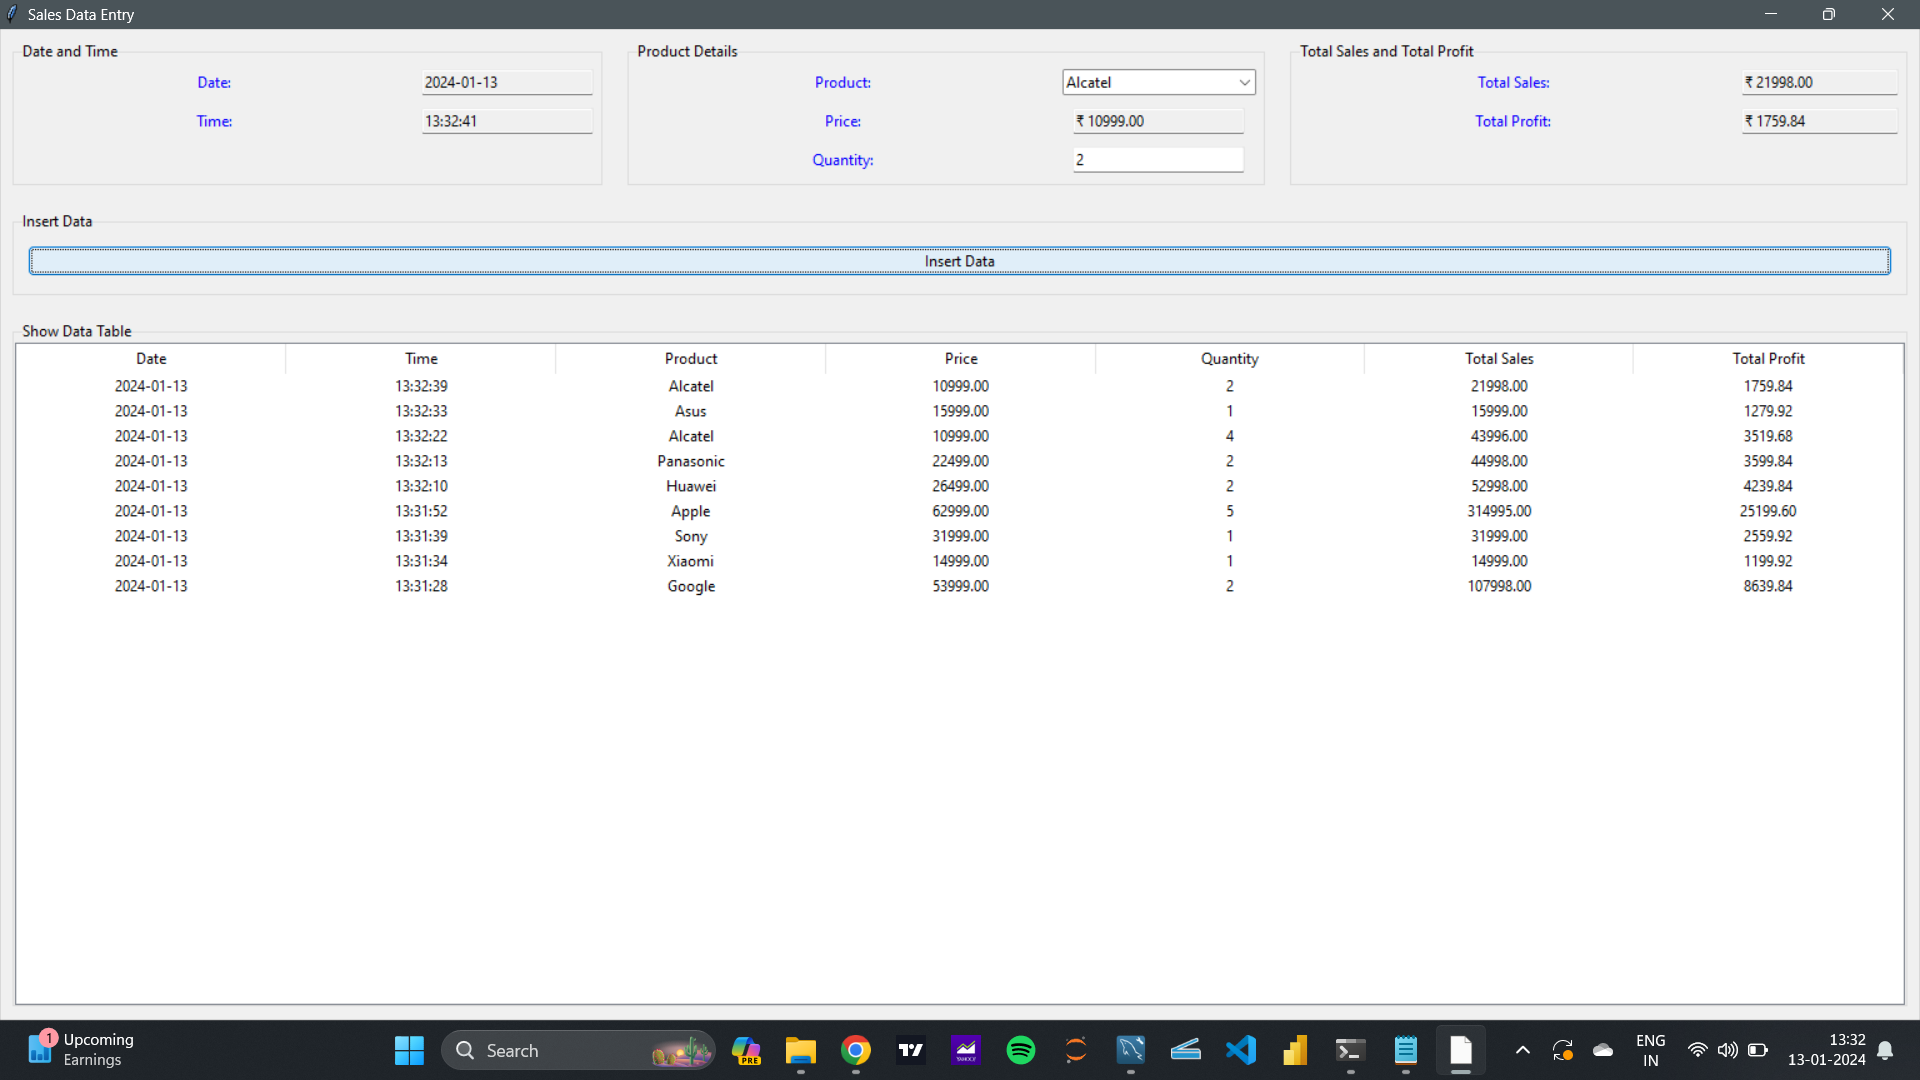 Sales Data Entry
Date and Time
Date: 2024-01-13
Time: 13:32:41
Product Details
Product: Alcatel
Price: ₹ 10999.00
Quantity: 2
Total Sales and Total Profit
Total Sales: ₹ 21998.00
Total Profit: ₹ 1759.84
Insert Data
Insert Data
Show Data Table
Date Time Product Price Quantity Total Sales Total Profit
2024-01-13 13:32:39 Alcatel 10999.00 2 21998.00 1759.84
2024-01-13 13:32:33 Asus 15999.00 1 15999.00 1279.92
2024-01-13 13:32:22 Alcatel 10999.00 4 43996.00 3519.68
2024-01-13 13:32:13 Panasonic 22499.00 2 44998.00 3599.84
2024-01-13 13:32:10 Huawei 26499.00 2 52998.00 4239.84
2024-01-13 13:31:52 Apple 62999.00 5 314995.00 25199.60
2024-01-13 13:31:39 Sony 31999.00 1 31999.00 2559.92
2024-01-13 13:31:34 Xiaomi 14999.00 1 14999.00 1199.92
2024-01-13 13:31:28 Google 53999.00 2 107998.00 8639.84
1
Upcoming
Earnings
Search
PRE
YAHOO!
ENG
IN
13:32
13-01-2024